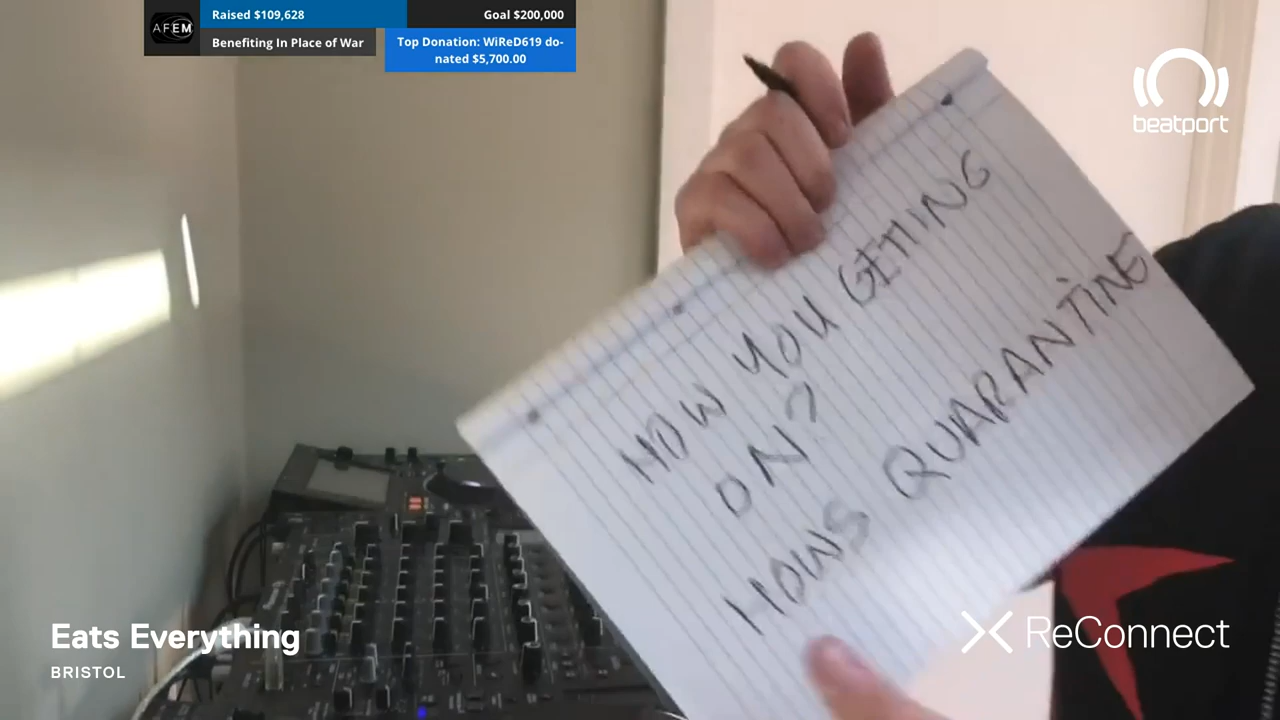 AFEM
Raised $109,628
Goal $200,000
Benefiting In Place of War
Top Donation: WiReD619 do-
nated $5,700.00
beatport
HOW YOU GETTING
ON?
HOWS QUARANTINE
Eats Everything
BRISTOL
ReConnect